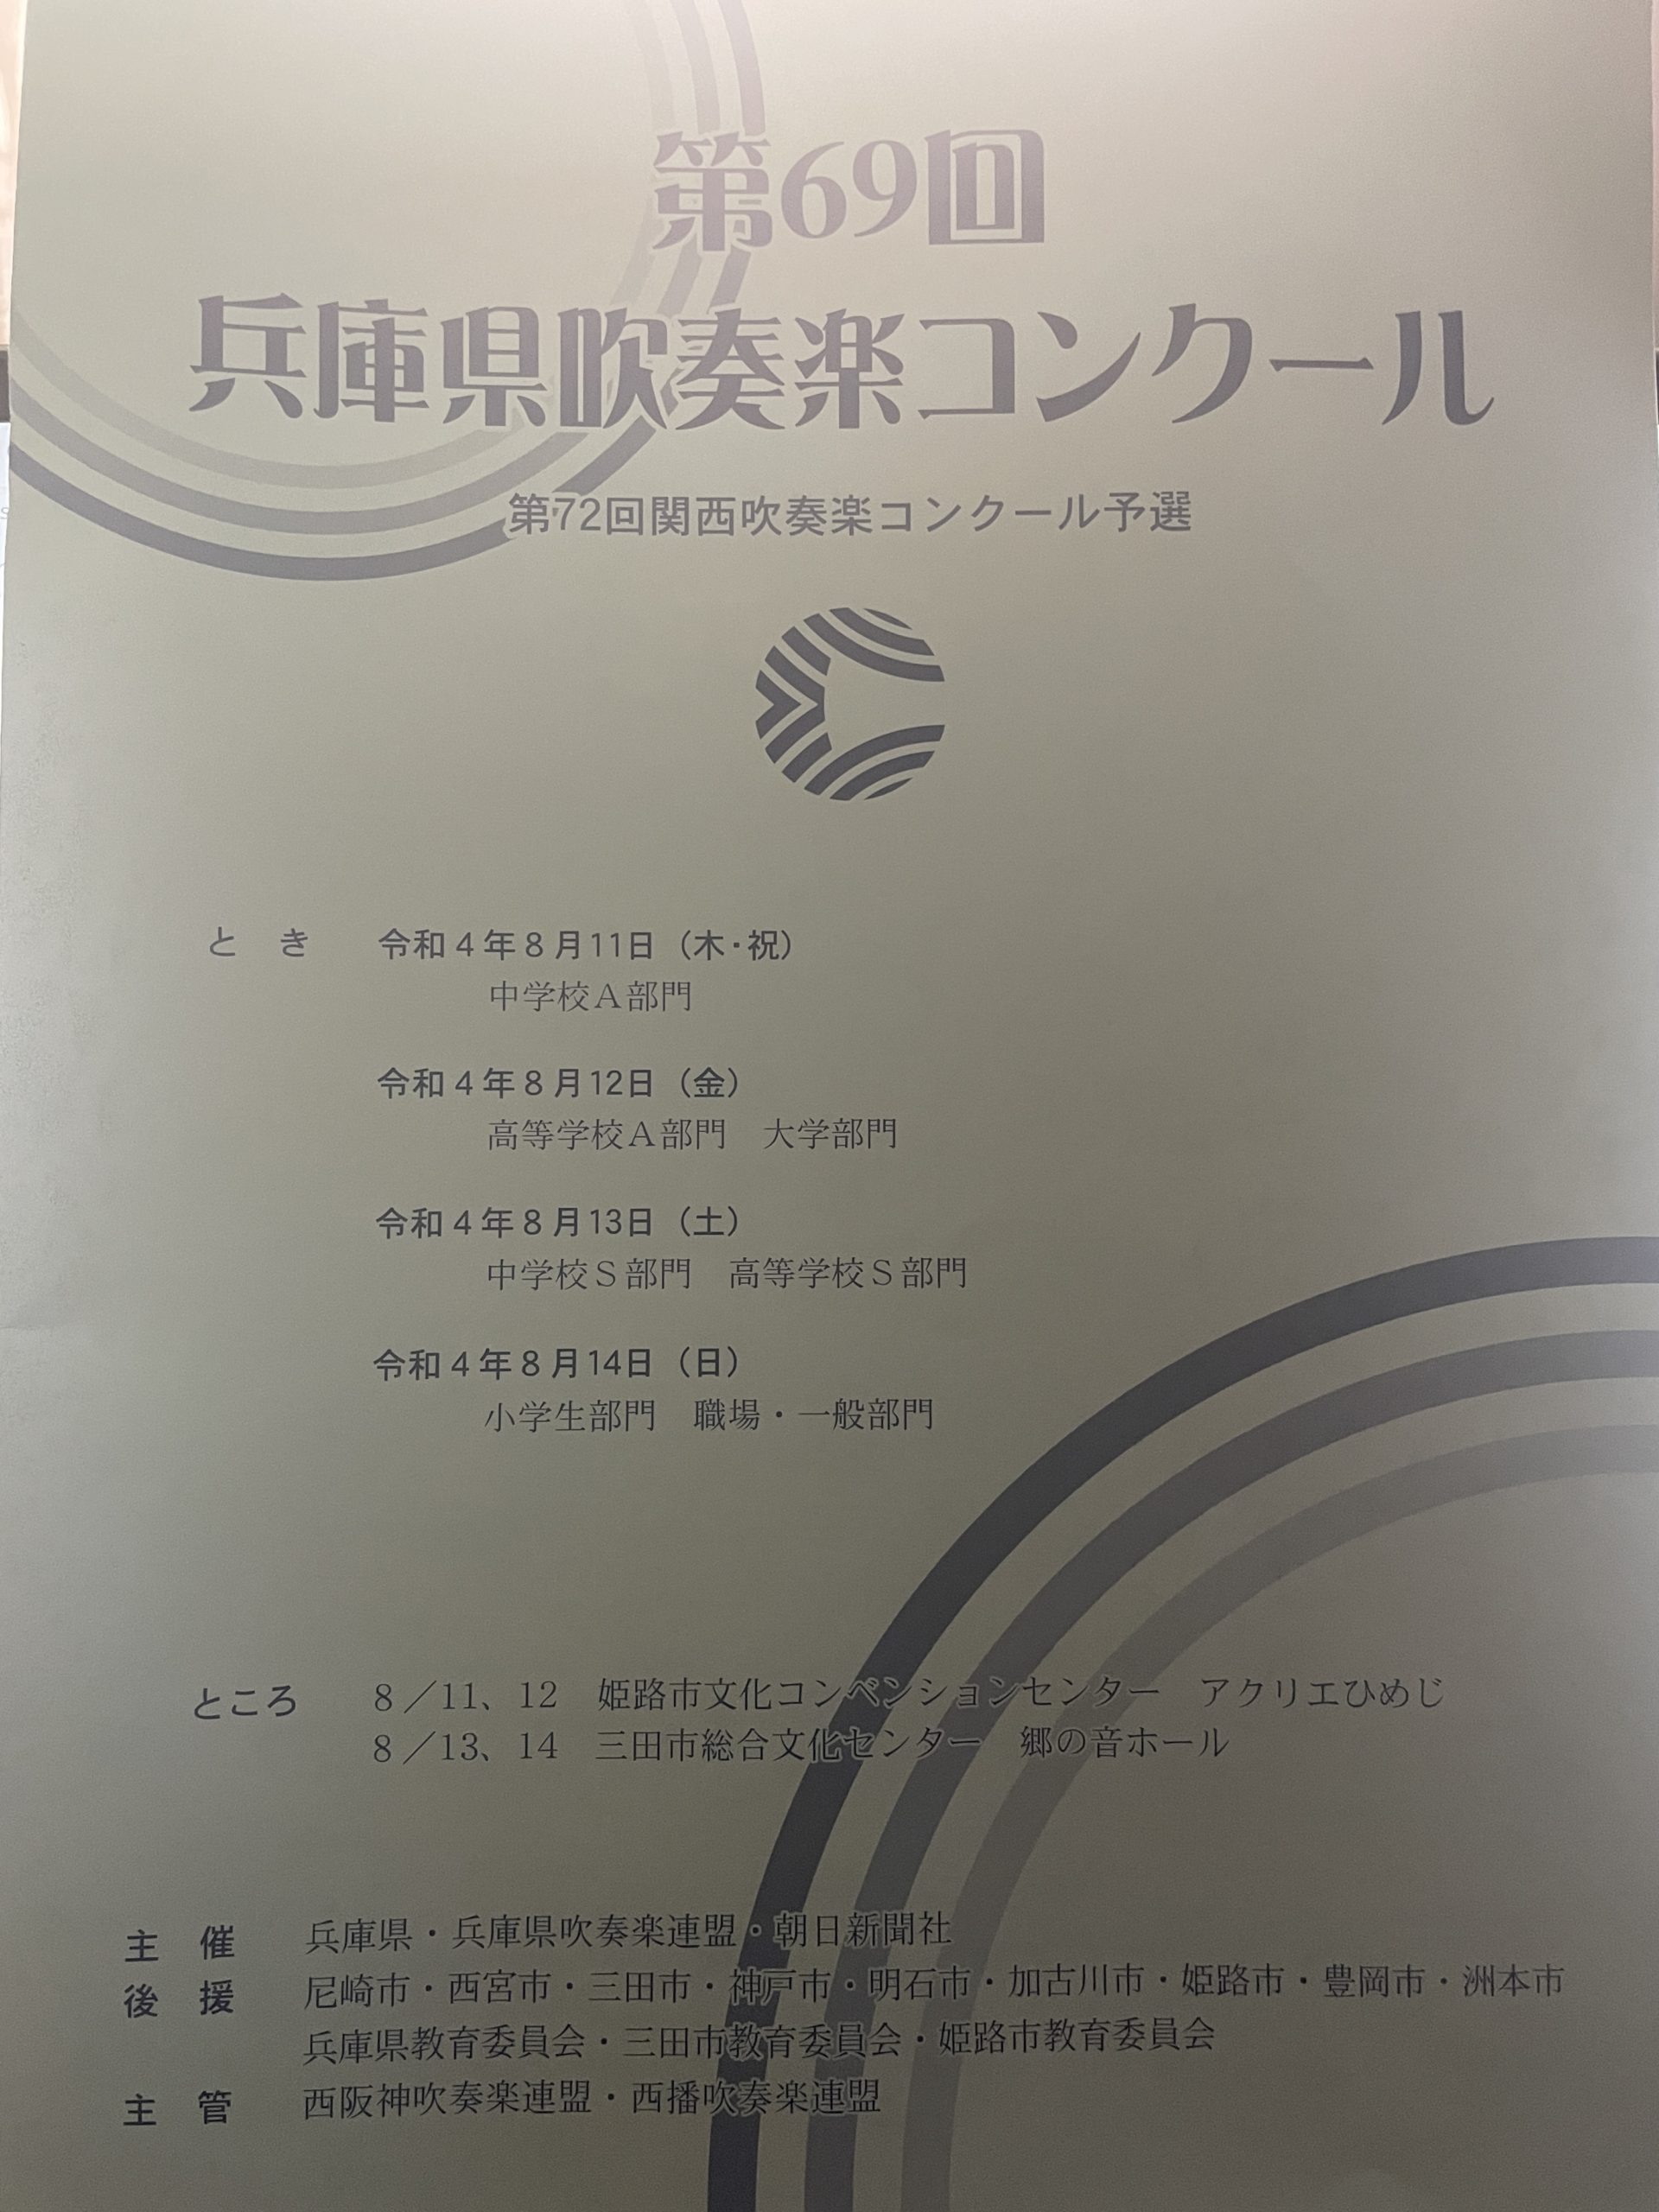 第69回
兵庫県吹奏楽コンクール
第72回関西吹奏楽コンクール予選
とき 令和4年8月11日（木・祝）
中学校A部門
令和4年8月12日（金）
高等学校A部門 大学部門
令和4年8月13日（土）
中学校S部門 高等学校S部門
令和4年8月14日（日）
小学生部門 職場・一般部門
ところ 8／11、12 姫路市文化コンベンションセンター アクリエひめじ
8／13、14 三田市総合文化センター 郷の音ホール
主催 兵庫県・兵庫県吹奏楽連盟・朝日新聞社
後援 尼崎市・西宮市・三田市・神戸市・明石市・加古川市・姫路市・豊岡市・洲本市
兵庫県教育委員会・三田市教育委員会・姫路市教育委員会
主管 西阪神吹奏楽連盟・西播吹奏楽連盟